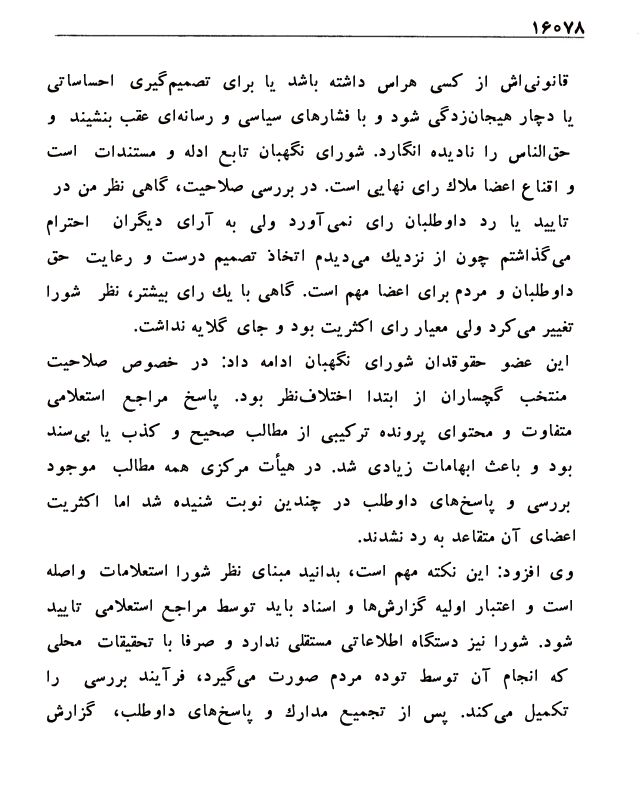 ۱۶۰۷۸
قانونی‌اش از کسی هراس داشته باشد یا برای تصمیم‌گیری احساساتی
یا دچار هیجان‌زدگی شود و با فشارهای سیاسی و رسانه‌ای عقب بنشیند و
حق‌الناس را نادیده انگارد. شورای نگهبان تابع ادله و مستندات است
و اقناع اعضا ملاك رای نهایی است. در بررسی صلاحیت، گاهی نظر من در
تایید یا رد داوطلبان رای نمی‌آورد ولی به آرای دیگران احترام
می‌گذاشتم چون از نزدیك می‌دیدم اتخاذ تصمیم درست و رعایت حق
داوطلبان و مردم برای اعضا مهم است. گاهی با یك رای بیشتر، نظر شورا
تغییر می‌کرد ولی معیار رای اکثریت بود و جای گلایه نداشت.
این عضو حقوقدان شورای نگهبان ادامه داد: در خصوص صلاحیت
منتخب گچساران از ابتدا اختلاف‌نظر بود. پاسخ مراجع استعلامی
متفاوت و محتوای پرونده ترکیبی از مطالب صحیح و کذب یا بی‌سند
بود و باعث ابهامات زیادی شد. در هیأت مرکزی همه مطالب موجود
بررسی و پاسخ‌های داوطلب در چندین نوبت شنیده شد اما اکثریت
اعضای آن متقاعد به رد نشدند.
وی افزود: این نکته مهم است، بدانید مبنای نظر شورا استعلامات واصله
است و اعتبار اولیه گزارش‌ها و اسناد باید توسط مراجع استعلامی تایید
شود. شورا نیز دستگاه اطلاعاتی مستقلی ندارد و صرفا با تحقیقات محلی
که انجام آن توسط توده مردم صورت می‌گیرد، فرآیند بررسی را
تکمیل می‌کند. پس از تجمیع مدارك و پاسخ‌های داوطلب، گزارش